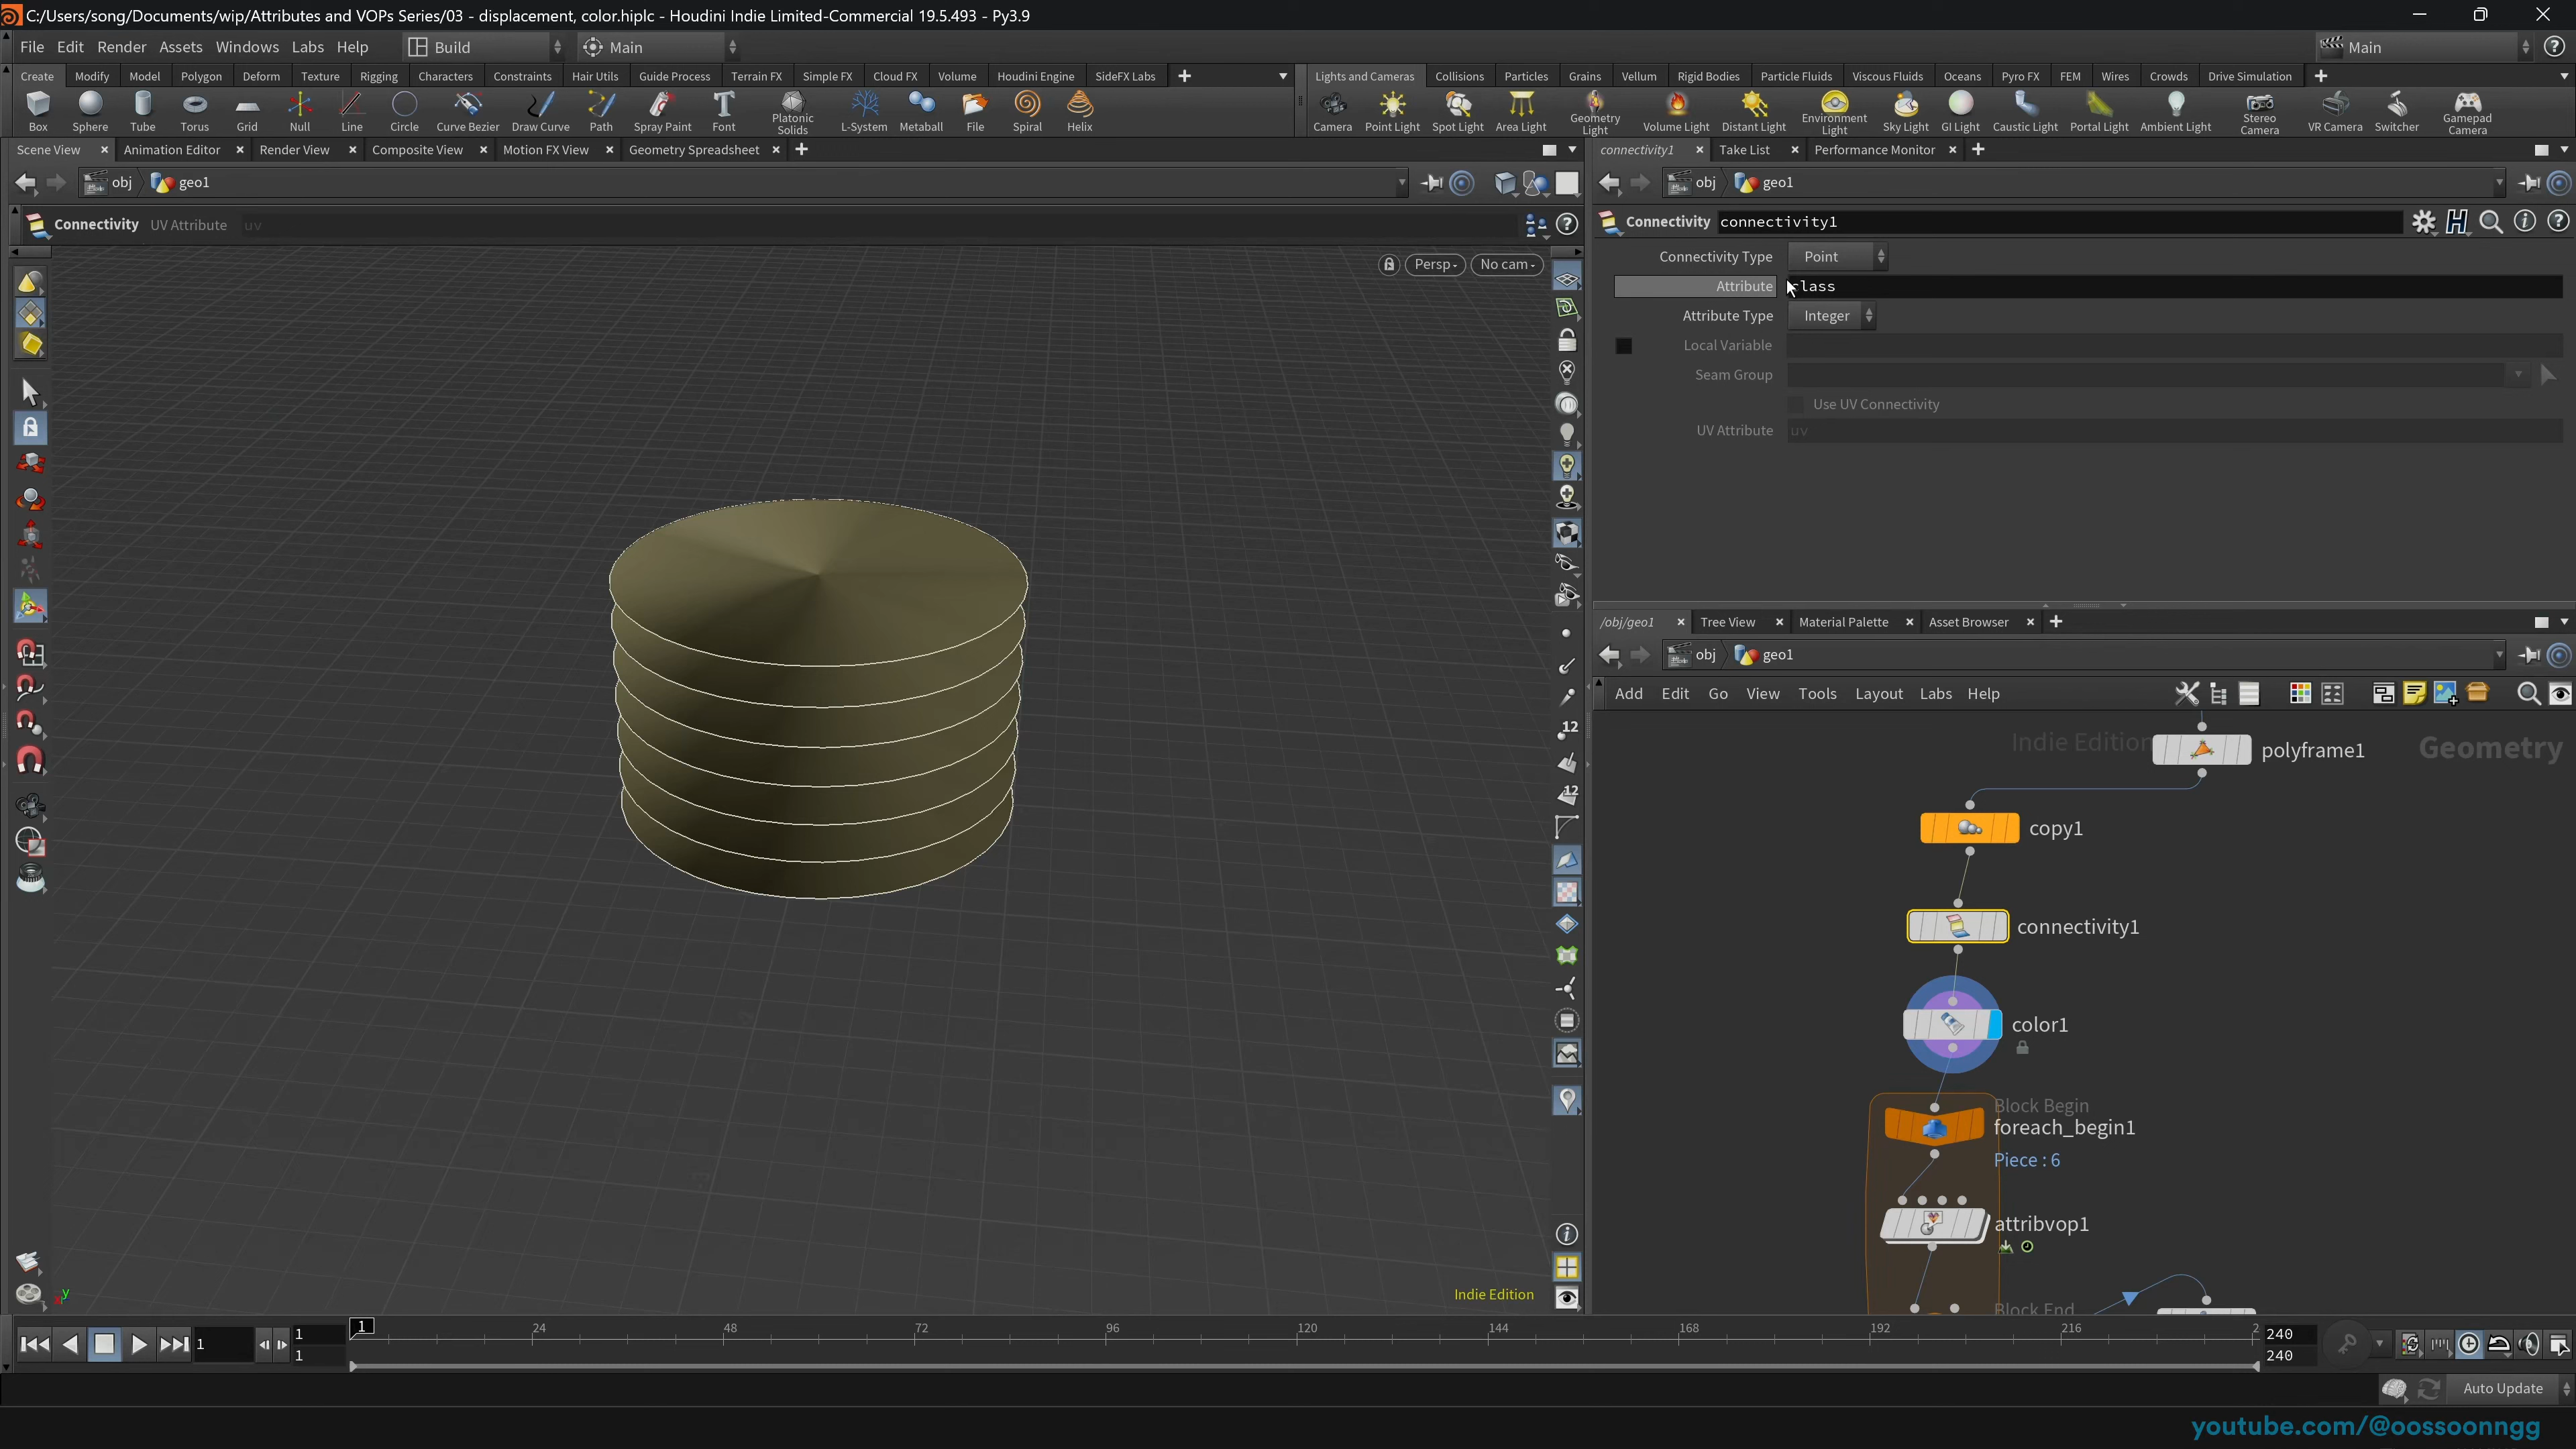 C:/Users/song/Documents/wip/Attributes and VOPs Series/03 - displacement, color.hiplc - Houdini Indie Limited-Commercial 19.5.493 - Py3.9
File Edit Render Assets Windows Labs Help Build Main Main
Create Modify Model Polygon Deform Texture Rigging Characters Constraints Hair Utils Guide Process Terrain FX Simple FX Cloud FX Volume Houdini Engine SideFX Labs
Lights and Cameras Collisions Particles Grains Vellum Rigid Bodies Particle Fluids Viscous Fluids Oceans Pyro FX FEM Wires Crowds Drive Simulation
Box Sphere Tube Torus Grid Null Line Circle Curve Bezier Draw Curve Path Spray Paint Font Platonic Solids L-System Metaball File Spiral Helix
Camera Point Light Spot Light Area Light Geometry Light Volume Light Distant Light Environment Light Sky Light GI Light Caustic Light Portal Light Ambient Light Stereo Camera VR Camera Switcher Gamepad Camera
Scene View Animation Editor Render View Composite View Motion FX View Geometry Spreadsheet
connectivity1 Take List Performance Monitor
obj geo1
obj geo1
Connectivity UV Attribute uv
Connectivity connectivity1
Persp No cam
Connectivity Type Point
Attribute class
Attribute Type Integer
Local Variable
Seam Group
Use UV Connectivity
UV Attribute uv
/obj/geo1 Tree View Material Palette Asset Browser
obj geo1
Add Edit Go View Tools Layout Labs Help
Indie Edition
Geometry
polyframe1
copy1
connectivity1
color1
Block Begin
foreach_begin1
Piece : 6
attribvop1
Block End
12
12
Indie Edition
y
1
1
1
1 24 48 72 96 120 144 168 192 216 2
240
240
Auto Update
youtube.com/@oossoonngg